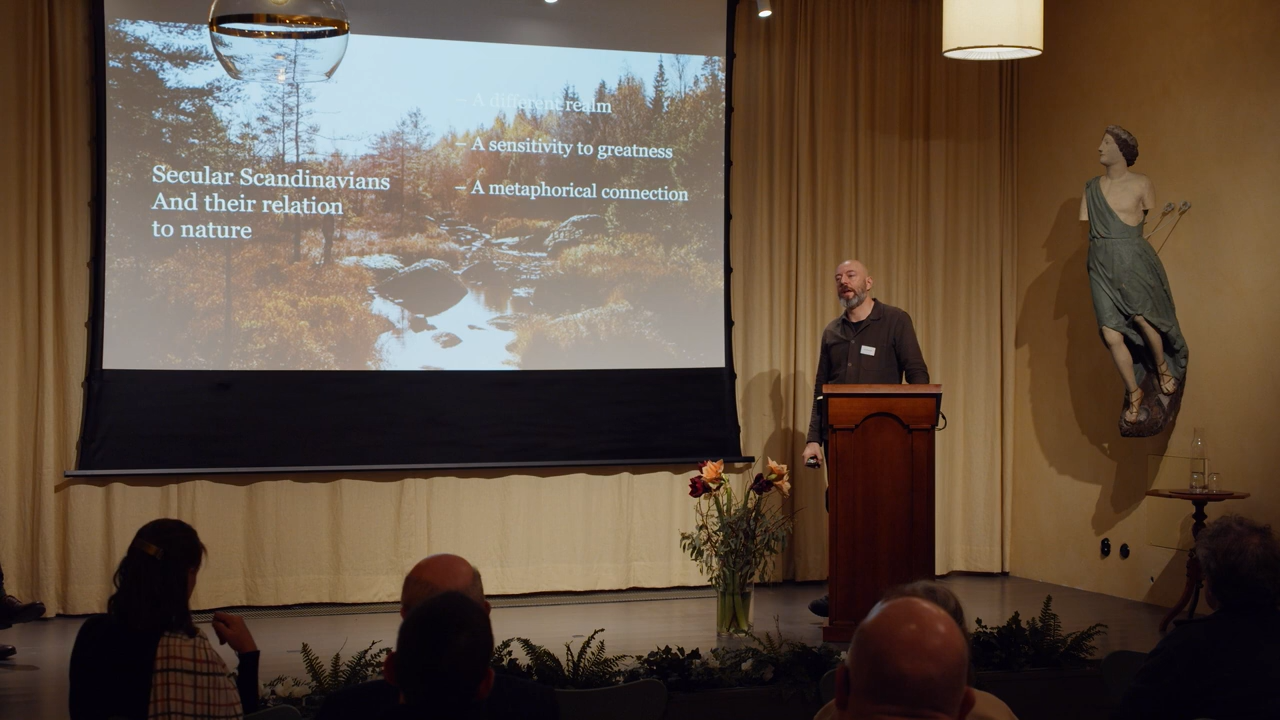 Secular Scandinavians
And their relation
to nature
– A different realm
– A sensitivity to greatness
– A metaphorical connection